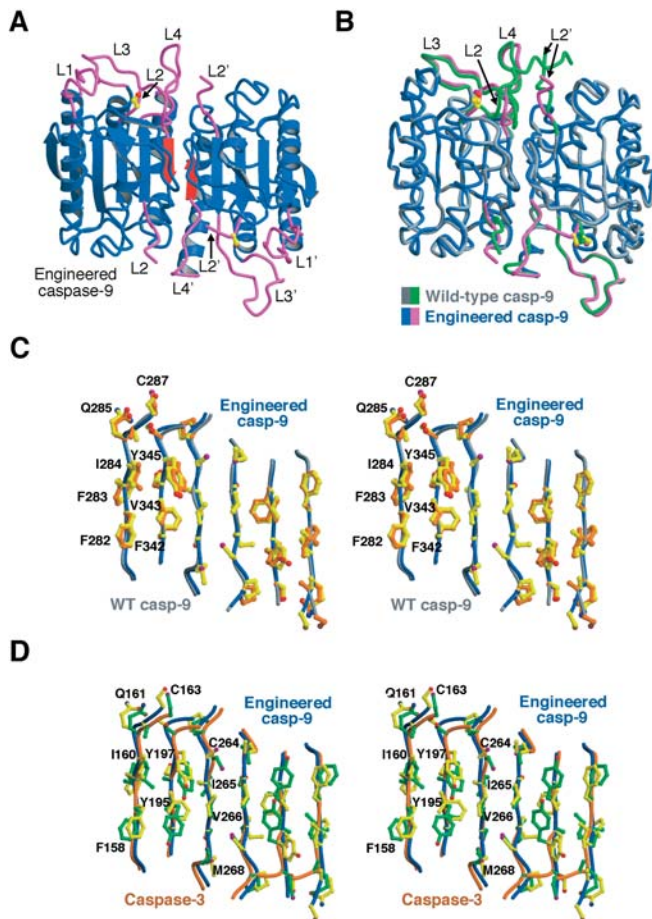 A
L4
L3
L2'
L1
L2
Engineered
caspase-9
L2
L2'
L4'
L3'
L1'
B
L4
L2'
L3
L2
Wild-type casp-9
Engineered casp-9
C
C287
Q285
Engineered
casp-9
I284
Y345
F283
V343
F282
F342
WT casp-9
C287
Q285
Engineered
casp-9
I284
Y345
F283
V343
F282
F342
WT casp-9
D
Q161
C163
Engineered
casp-9
I160
Y197
C264
I265
Y195
V266
F158
M268
Caspase-3
Q161
C163
Engineered
casp-9
I160
Y197
C264
I265
Y195
V266
F158
M268
Caspase-3